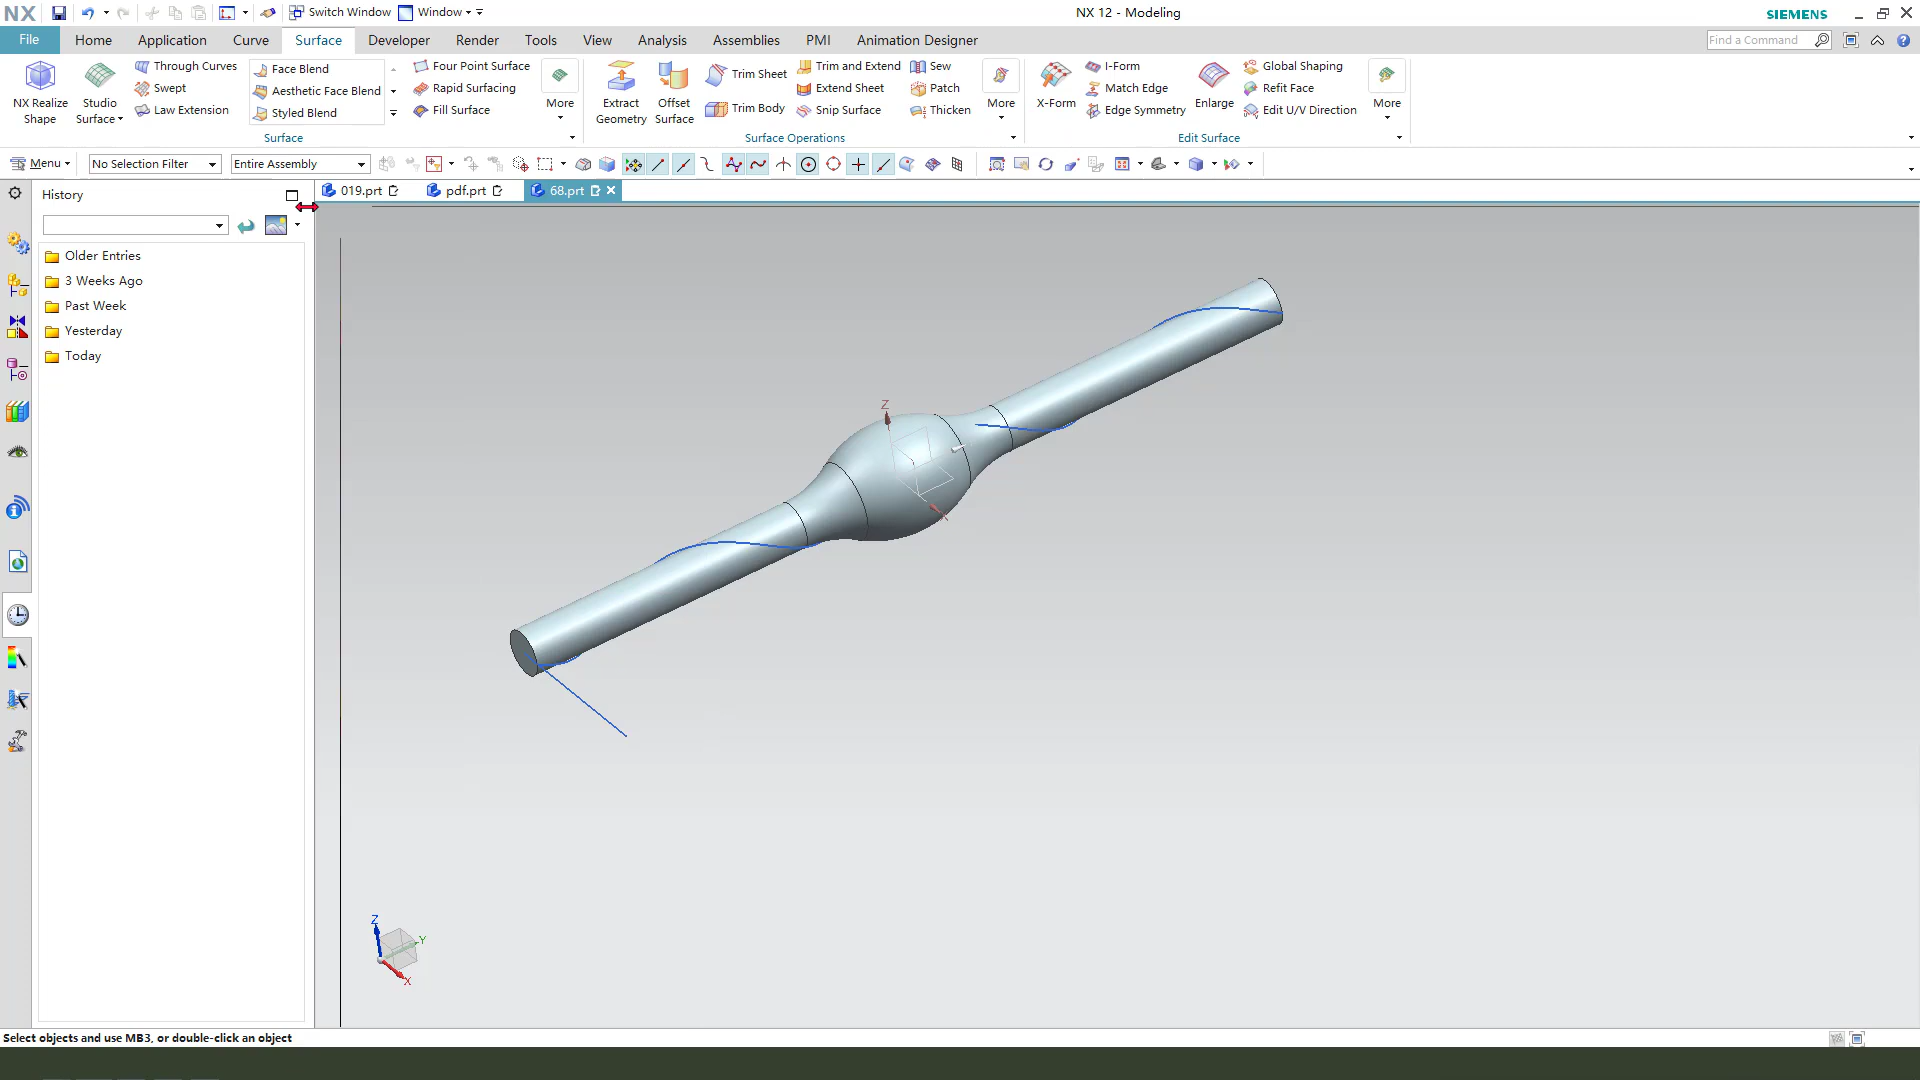 NX
Switch Window
Window
NX 12 - Modeling
SIEMENS
File
Home
Application
Curve
Surface
Developer
Render
Tools
View
Analysis
Assemblies
PMI
Animation Designer
Find a Command
NX Realize
Shape
Studio
Surface
Through Curves
Swept
Law Extension
Face Blend
Aesthetic Face Blend
Styled Blend
Four Point Surface
Rapid Surfacing
Fill Surface
More
Surface
Extract
Geometry
Offset
Surface
Trim Sheet
Trim Body
Trim and Extend
Extend Sheet
Snip Surface
Sew
Patch
Thicken
More
Surface Operations
X-Form
I-Form
Match Edge
Edge Symmetry
Enlarge
Global Shaping
Refit Face
Edit U/V Direction
More
Edit Surface
Menu
No Selection Filter
Entire Assembly
History
019.prt
pdf.prt
68.prt
Older Entries
3 Weeks Ago
Past Week
Yesterday
Today
Z
X
Z
Y
X
Select objects and use MB3, or double-click an object